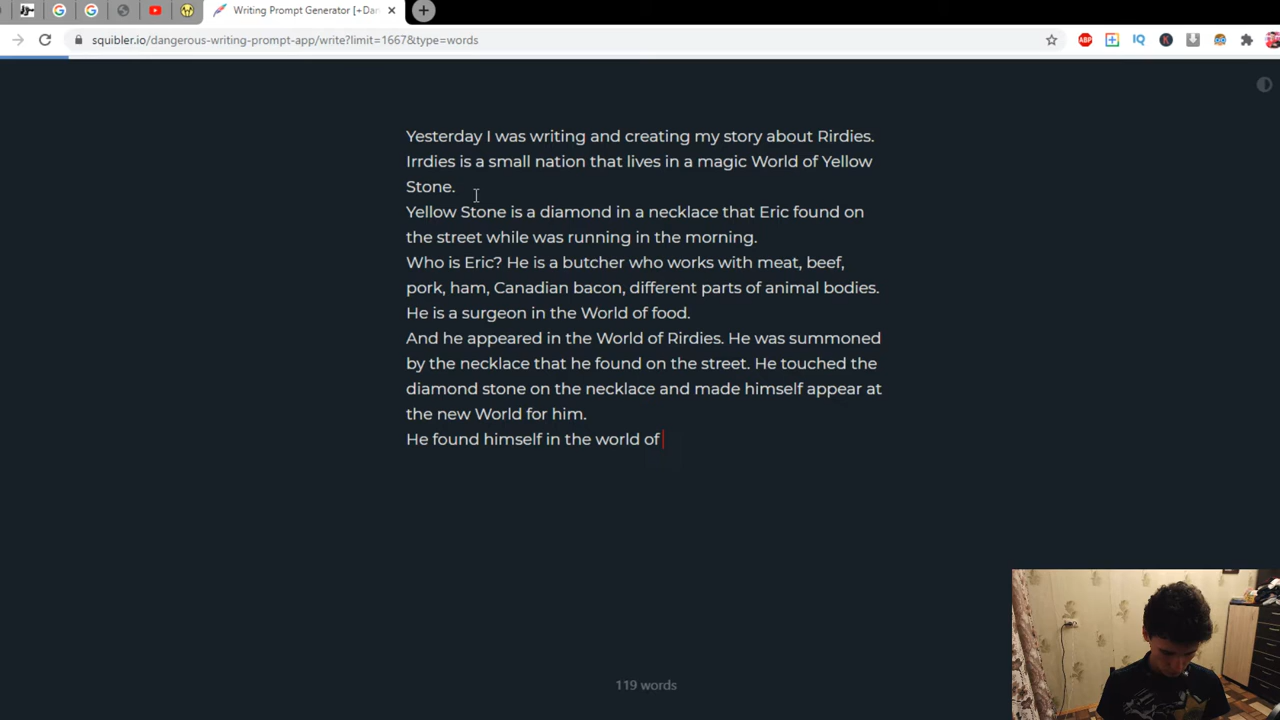 Writing Prompt Generator [+Dan
squibler.io/dangerous-writing-prompt-app/write?limit=1667&type=words
ABP
IQ
K
Yesterday I was writing and creating my story about Rirdies.
Irrdies is a small nation that lives in a magic World of Yellow
Stone.
Yellow Stone is a diamond in a necklace that Eric found on
the street while was running in the morning.
Who is Eric? He is a butcher who works with meat, beef,
pork, ham, Canadian bacon, different parts of animal bodies.
He is a surgeon in the World of food.
And he appeared in the World of Rirdies. He was summoned
by the necklace that he found on the street. He touched the
diamond stone on the necklace and made himself appear at
the new World for him.
He found himself in the world of
119 words